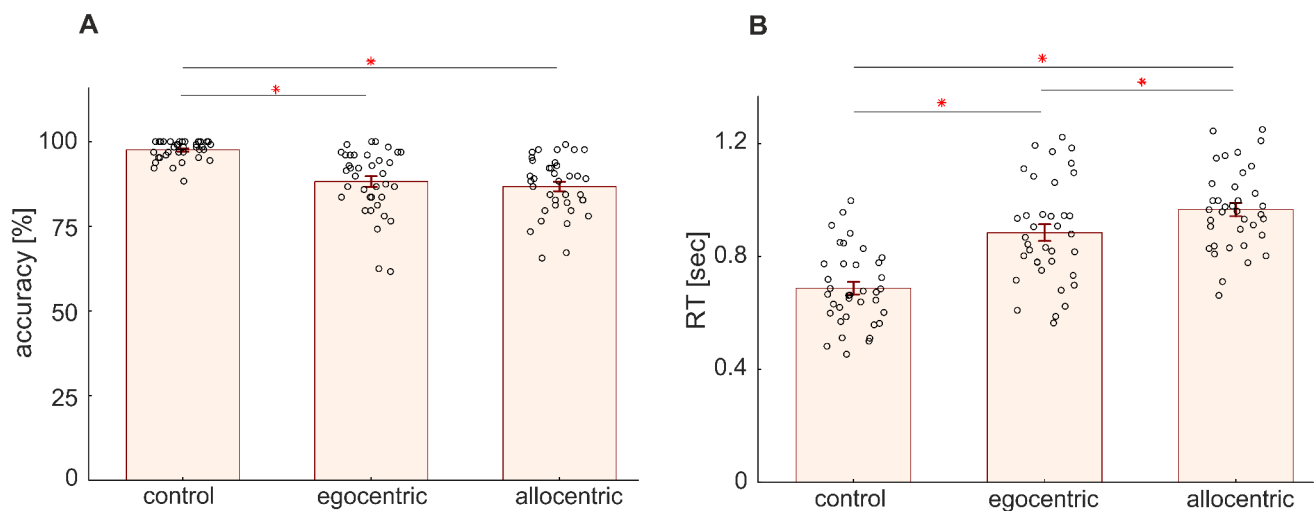 A
B
accuracy [%]
100
75
50
25
0
control egocentric allocentric
RT [sec]
1.2
0.8
0.4
0
control egocentric allocentric